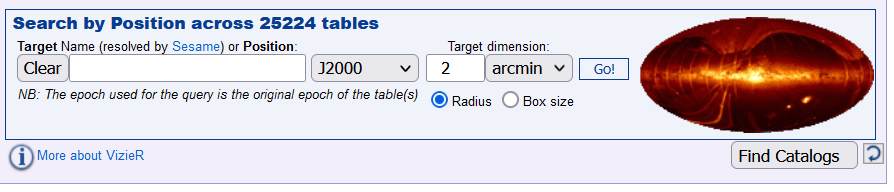 Search by Position across 25224 tables
Target Name (resolved by Sesame) or Position: Target dimension:
Clear J2000 2 arcmin Go!
NB: The epoch used for the query is the original epoch of the table(s) Radius Box size
More about VizieR Find Catalogs